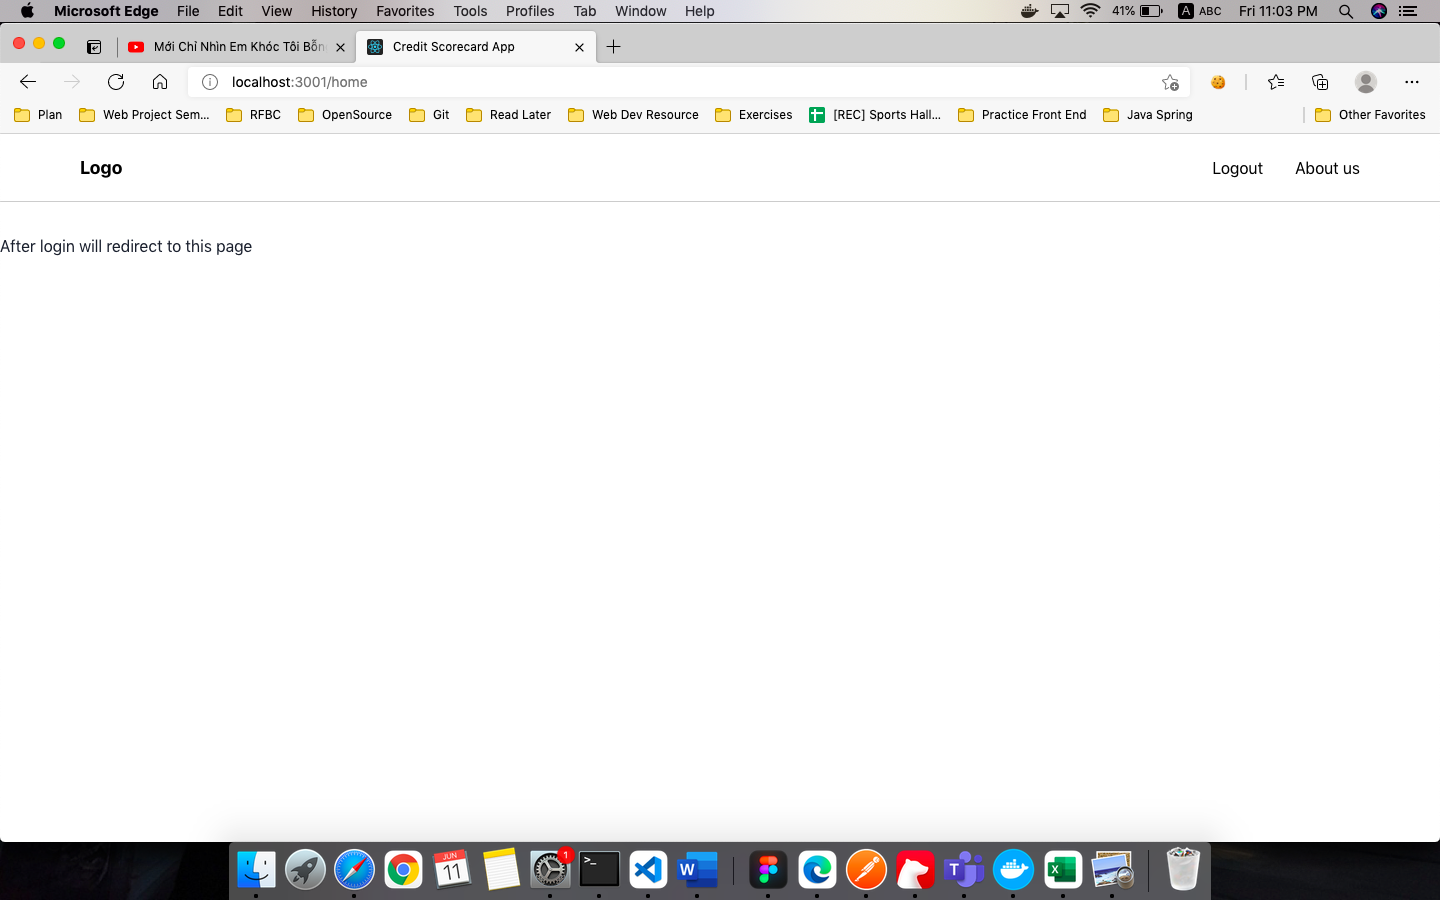 Microsoft Edge File Edit View History Favorites Tools Profiles Tab Window Help 41% A ABC Fri 11:03 PM
Mới Chỉ Nhìn Em Khóc Tôi Bỗn Credit Scorecard App
localhost:3001/home
Plan Web Project Sem... RFBC OpenSource Git Read Later Web Dev Resource Exercises [REC] Sports Hall... Practice Front End Java Spring Other Favorites
Logo Logout About us
After login will redirect to this page
JUN
11
1
>_
W
T
X